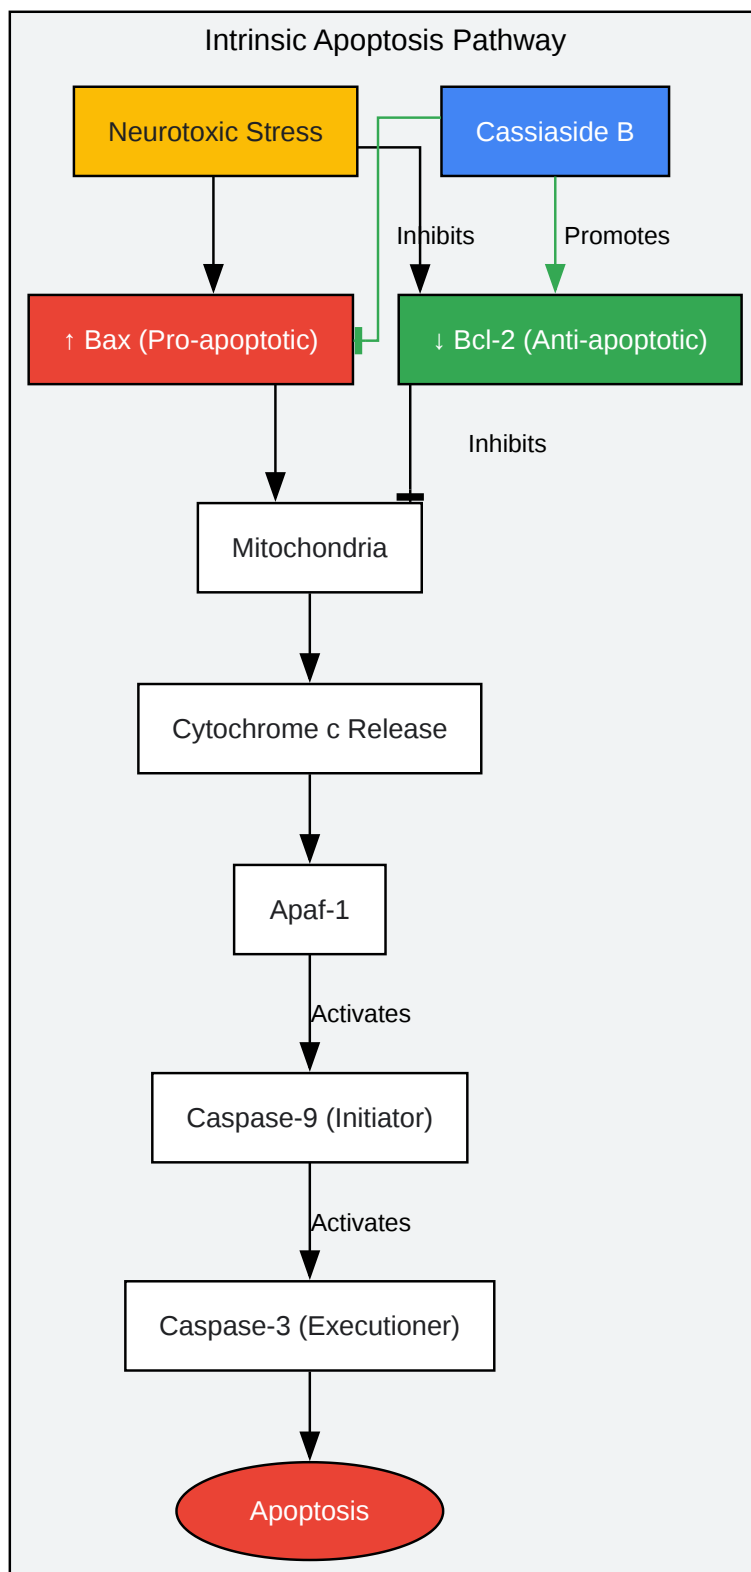 Intrinsic Apoptosis Pathway
Neurotoxic Stress
Cassiaside B
Inhibits
Promotes
↑ Bax (Pro-apoptotic)
↓ Bcl-2 (Anti-apoptotic)
Inhibits
Mitochondria
Cytochrome c Release
Apaf-1
Activates
Caspase-9 (Initiator)
Activates
Caspase-3 (Executioner)
Apoptosis